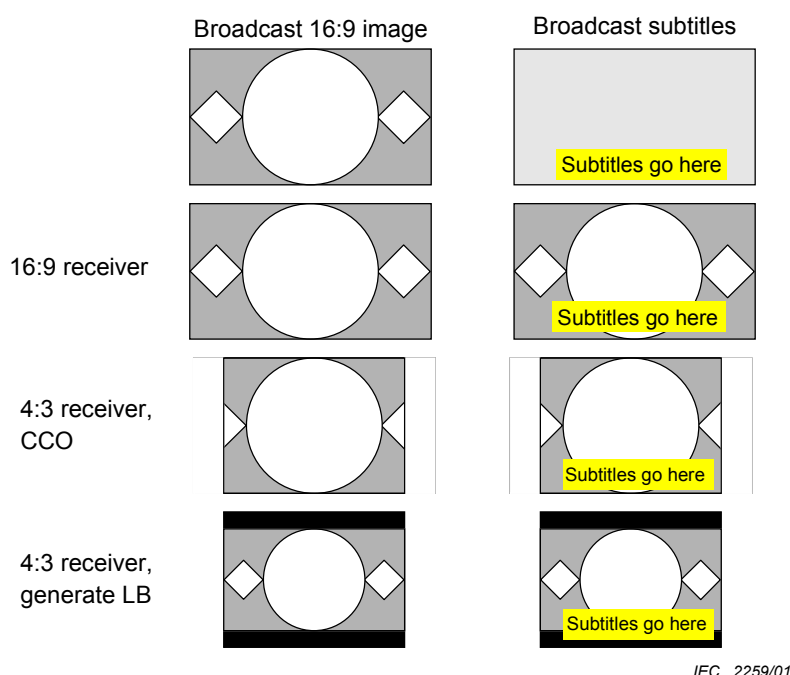 Broadcast 16:9 image
Broadcast subtitles
Subtitles go here
16:9 receiver
Subtitles go here
4:3 receiver,
CCO
Subtitles go here
4:3 receiver,
generate LB
Subtitles go here
IEC 2259/01